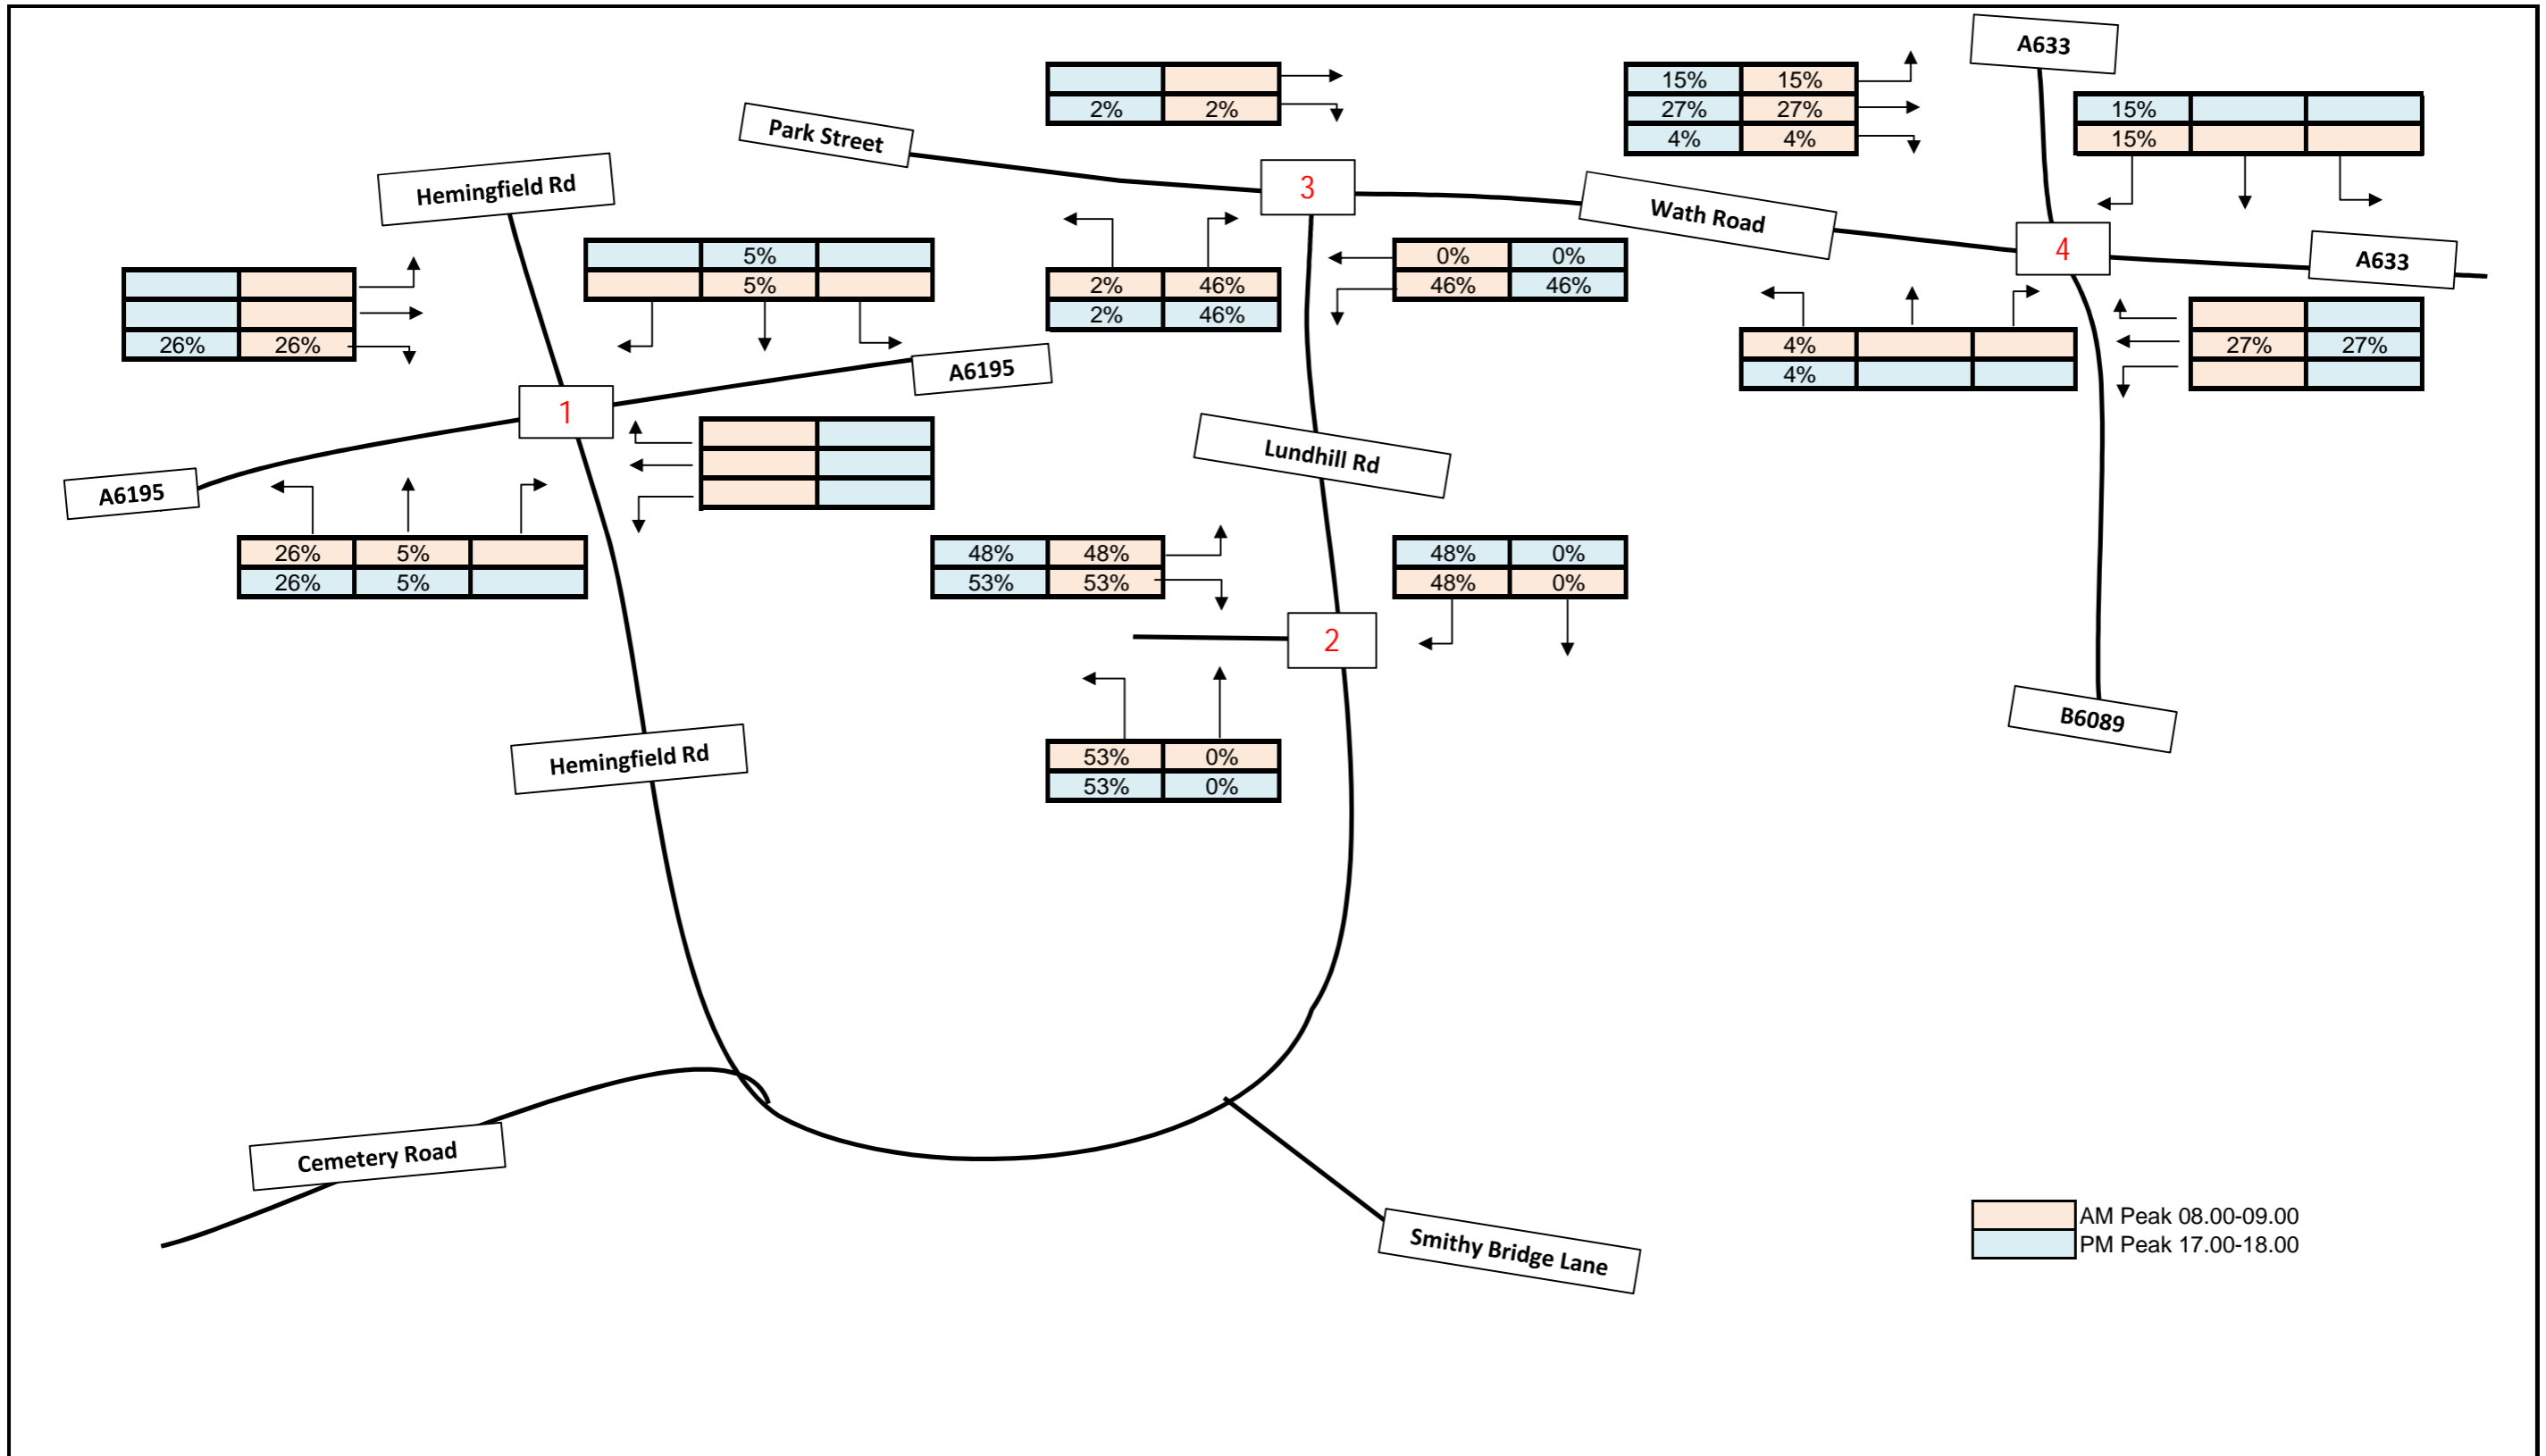 A633
15% 15%
27% 27%
4% 4%
15%
15%
2% 2%
Park Street
3
Hemingfield Rd
Wath Road
4
A633
5%
5%
26% 26%
2% 46%
2% 46%
0% 0%
46% 46%
4%
4%
27% 27%
A6195
1
A6195
Lundhill Rd
26% 5%
26% 5%
48% 48%
53% 53%
48% 0%
48% 0%
2
53% 0%
53% 0%
B6089
Hemingfield Rd
Cemetery Road
Smithy Bridge Lane
AM Peak 08.00-09.00
PM Peak 17.00-18.00